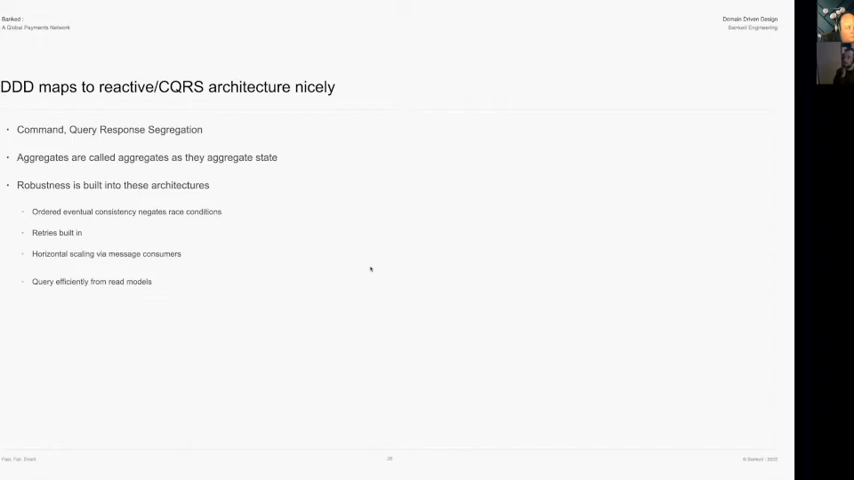 Banked :
Domain Driven Design
A Global Payments Network
Banked Engineering
DDD maps to reactive/CQRS architecture nicely
· Command, Query Response Segregation
· Aggregates are called aggregates as they aggregate state
· Robustness is built into these architectures
· Ordered eventual consistency negates race conditions
· Retries built in
· Horizontal scaling via message consumers
· Query efficiently from read models
© Banked : 2022